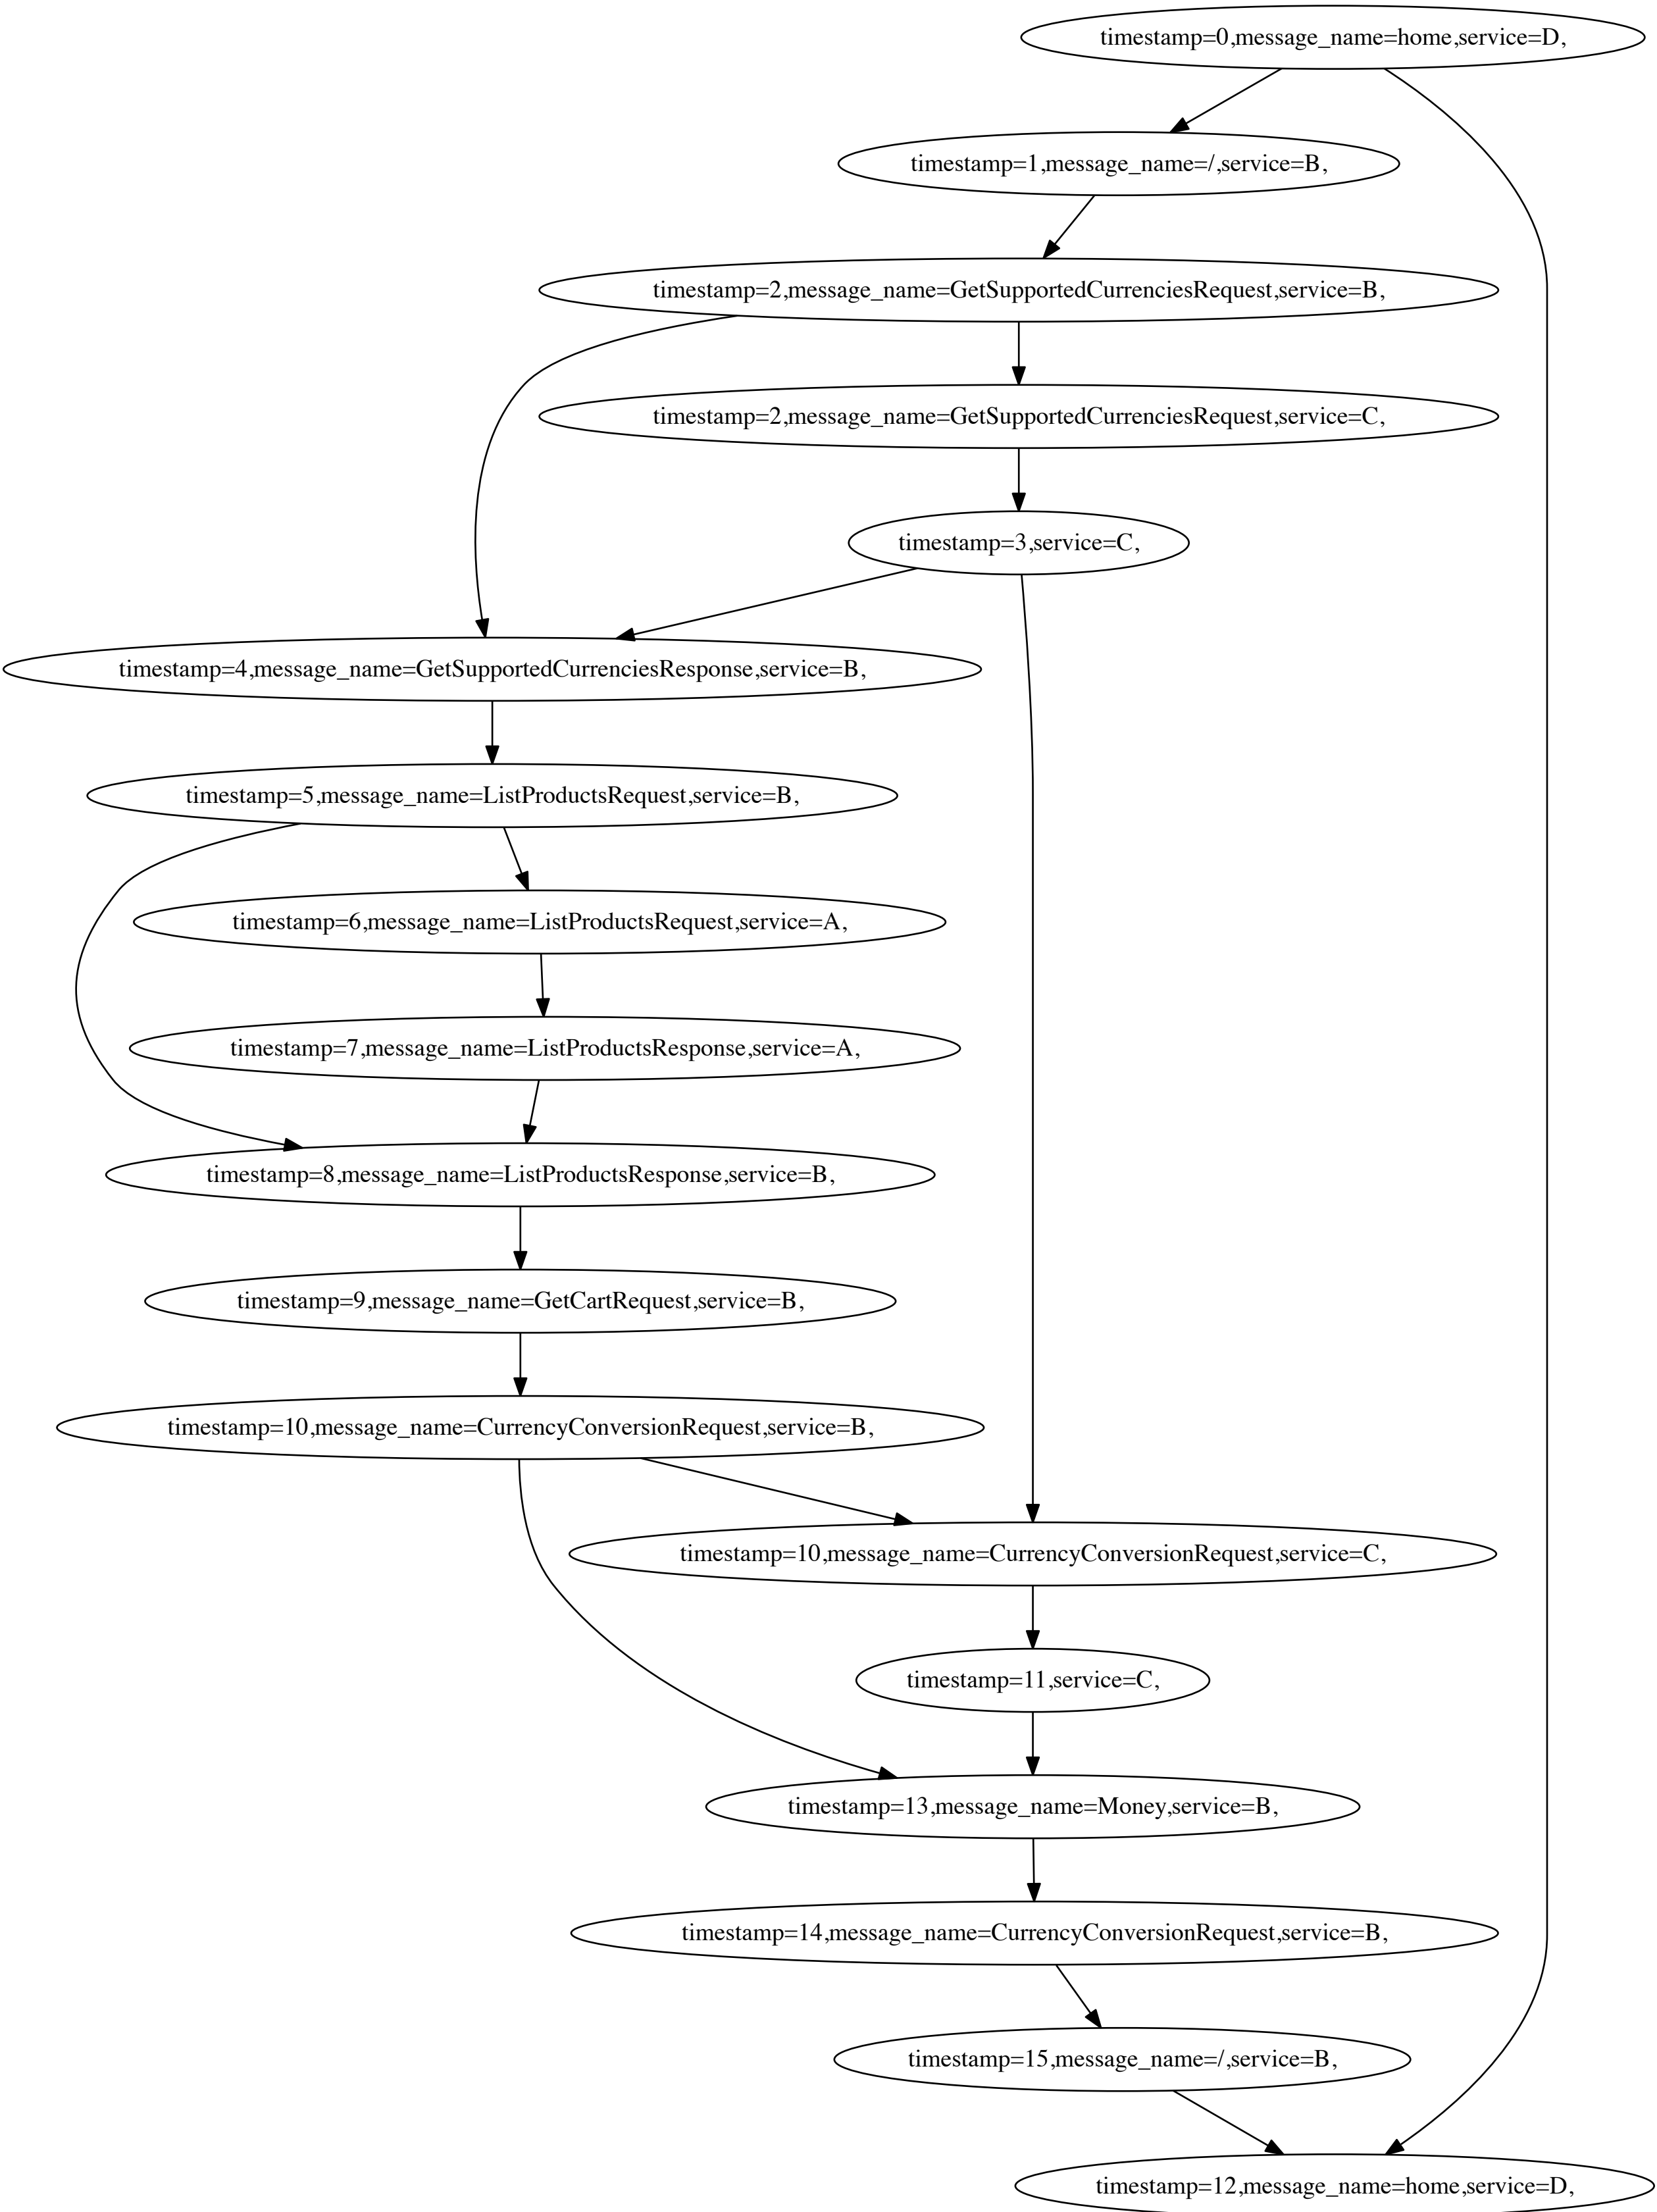 timestamp=0,message_name=home,service=D,
timestamp=1,message_name=/,service=B,
timestamp=2,message_name=GetSupportedCurrenciesRequest,service=B,
timestamp=2,message_name=GetSupportedCurrenciesRequest,service=C,
timestamp=3,service=C,
timestamp=4,message_name=GetSupportedCurrenciesResponse,service=B,
timestamp=5,message_name=ListProductsRequest,service=B,
timestamp=6,message_name=ListProductsRequest,service=A,
timestamp=7,message_name=ListProductsResponse,service=A,
timestamp=8,message_name=ListProductsResponse,service=B,
timestamp=9,message_name=GetCartRequest,service=B,
timestamp=10,message_name=CurrencyConversionRequest,service=B,
timestamp=10,message_name=CurrencyConversionRequest,service=C,
timestamp=11,service=C,
timestamp=13,message_name=Money,service=B,
timestamp=14,message_name=CurrencyConversionRequest,service=B,
timestamp=15,message_name=/,service=B,
timestamp=12,message_name=home,service=D,